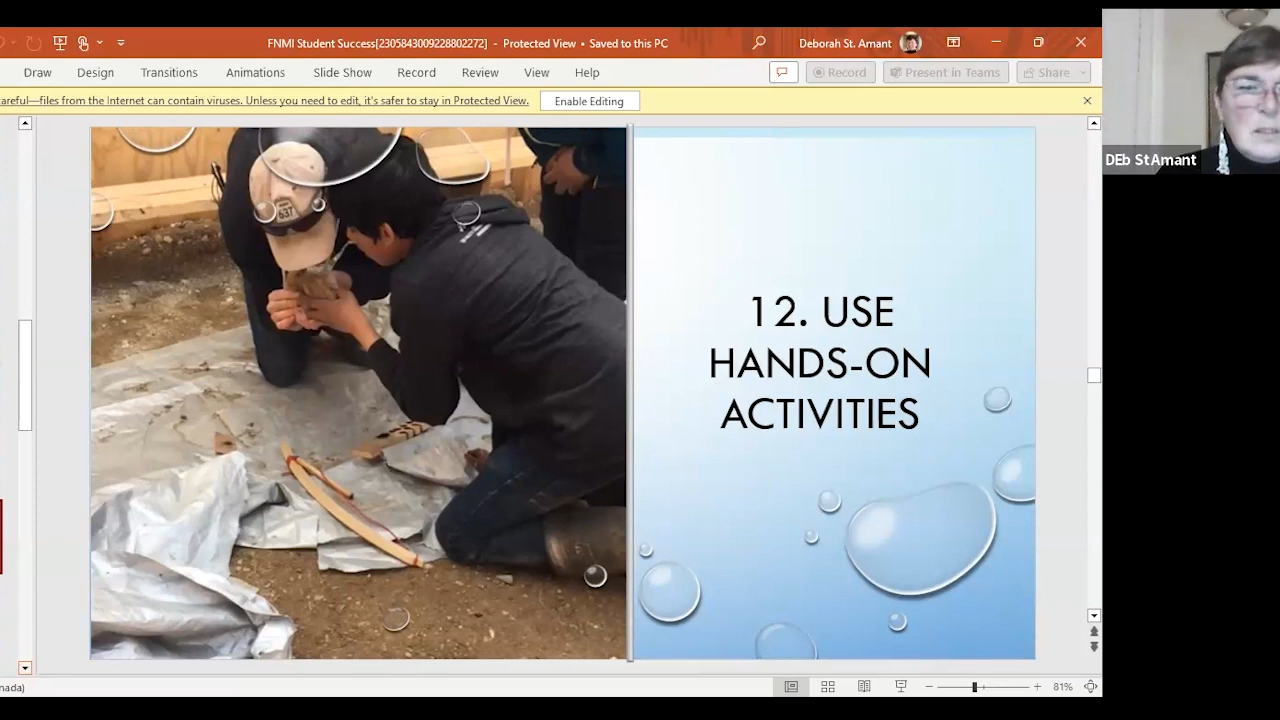 FNMI Student Success[2305843009228802272] - Protected View • Saved to this PC
Deborah St. Amant
Draw Design Transitions Animations Slide Show Record Review View Help
Record Present in Teams Share
areful—files from the Internet can contain viruses. Unless you need to edit, it's safer to stay in Protected View. Enable Editing
DEb StAmant
637
12. USE
HANDS-ON
ACTIVITIES
nada)
81%